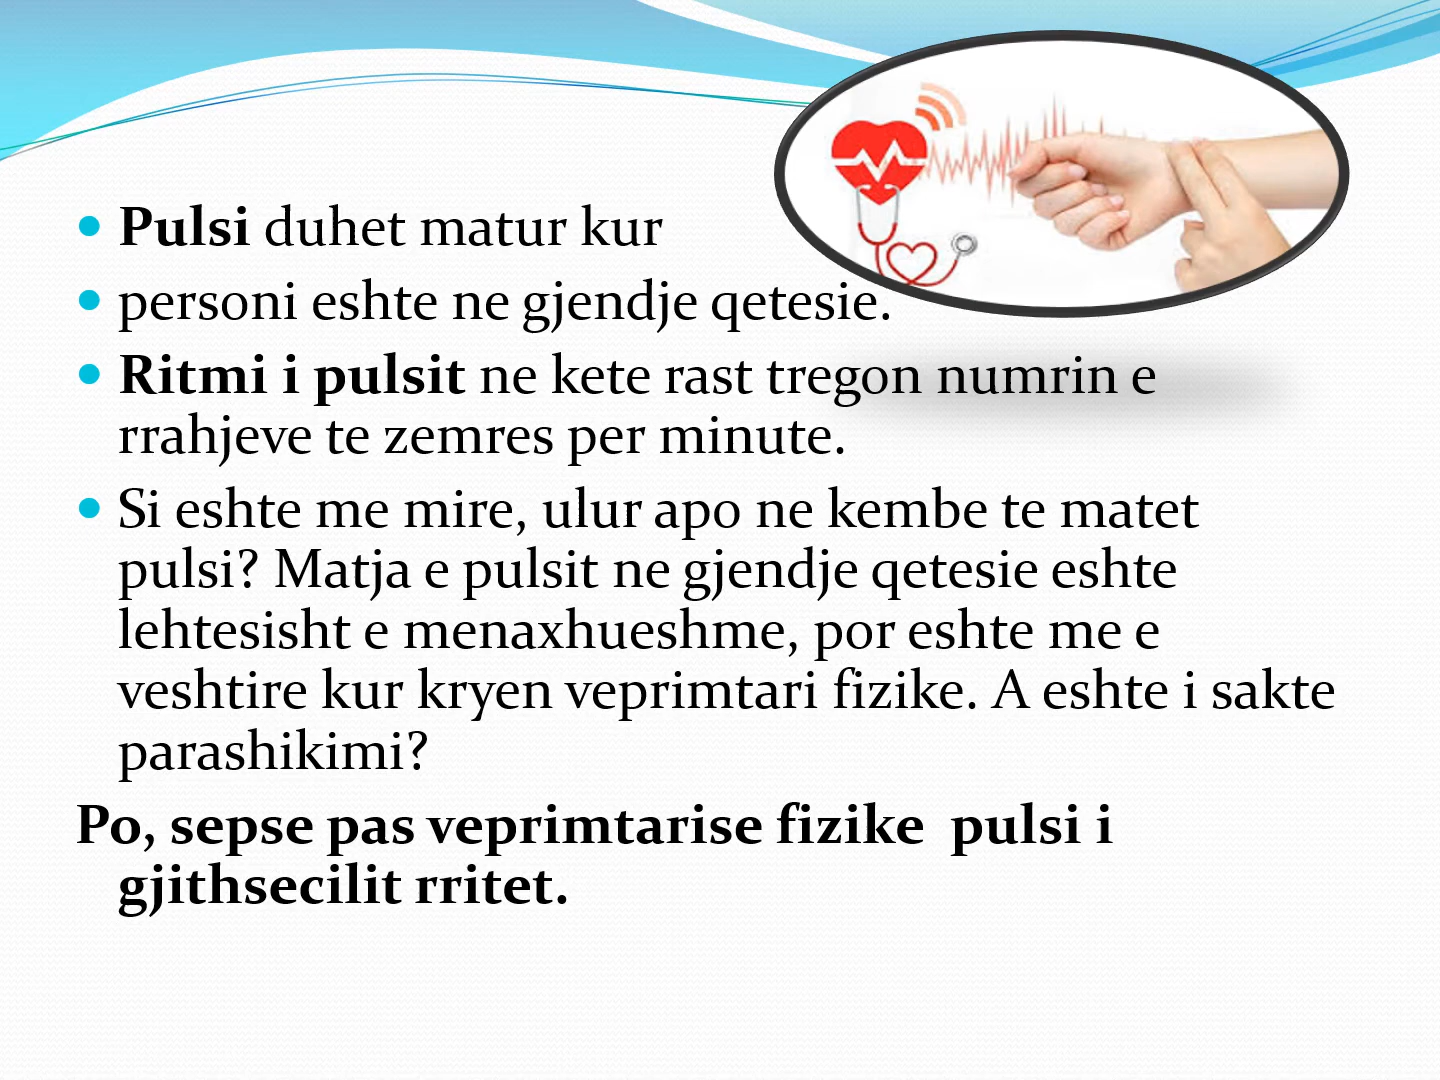 Pulsi duhet matur kur
personi eshte ne gjendje qetesie.
Ritmi i pulsit ne kete rast tregon numrin e
rrahjeve te zemres per minute.
Si eshte me mire, ulur apo ne kembe te matet
pulsi? Matja e pulsit ne gjendje qetesie eshte
lehtesisht e menaxhueshme, por eshte me e
veshtire kur kryen veprimtari fizike. A eshte i sakte
parashikimi?
Po, sepse pas veprimtarise fizike  pulsi i
gjithsecilit rritet.